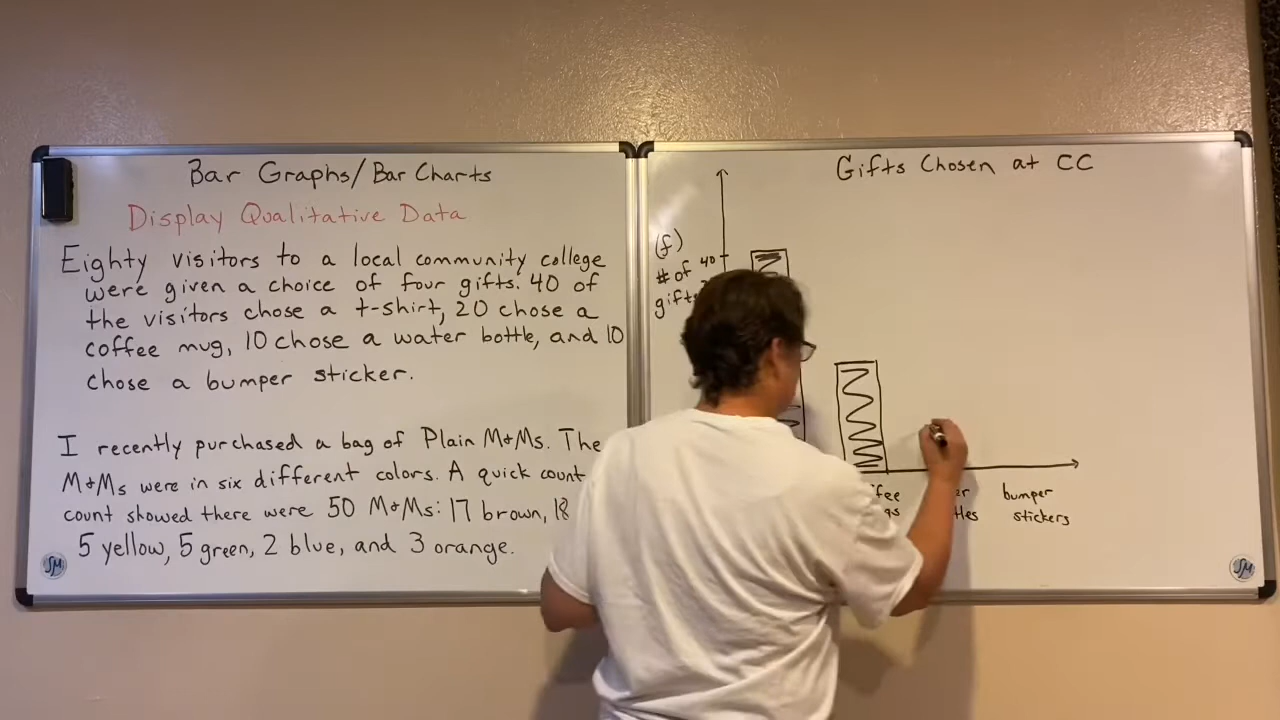 Bar Graphs/Bar Charts
Display Qualitative Data
Eighty visitors to a local community college
were given a choice of four gifts. 40 of
the visitors chose a t-shirt, 20 chose a
coffee mug, 10 chose a water bottle, and 10
chose a bumper sticker.
I recently purchased a bag of Plain M&Ms. The
M&Ms were in six different colors. A quick count
count showed there were 50 M&Ms: 17 brown, 18
5 yellow, 5 green, 2 blue, and 3 orange.
SM
Gifts Chosen at CC
(f)
# of
gifts
40
bumper
stickers
SM